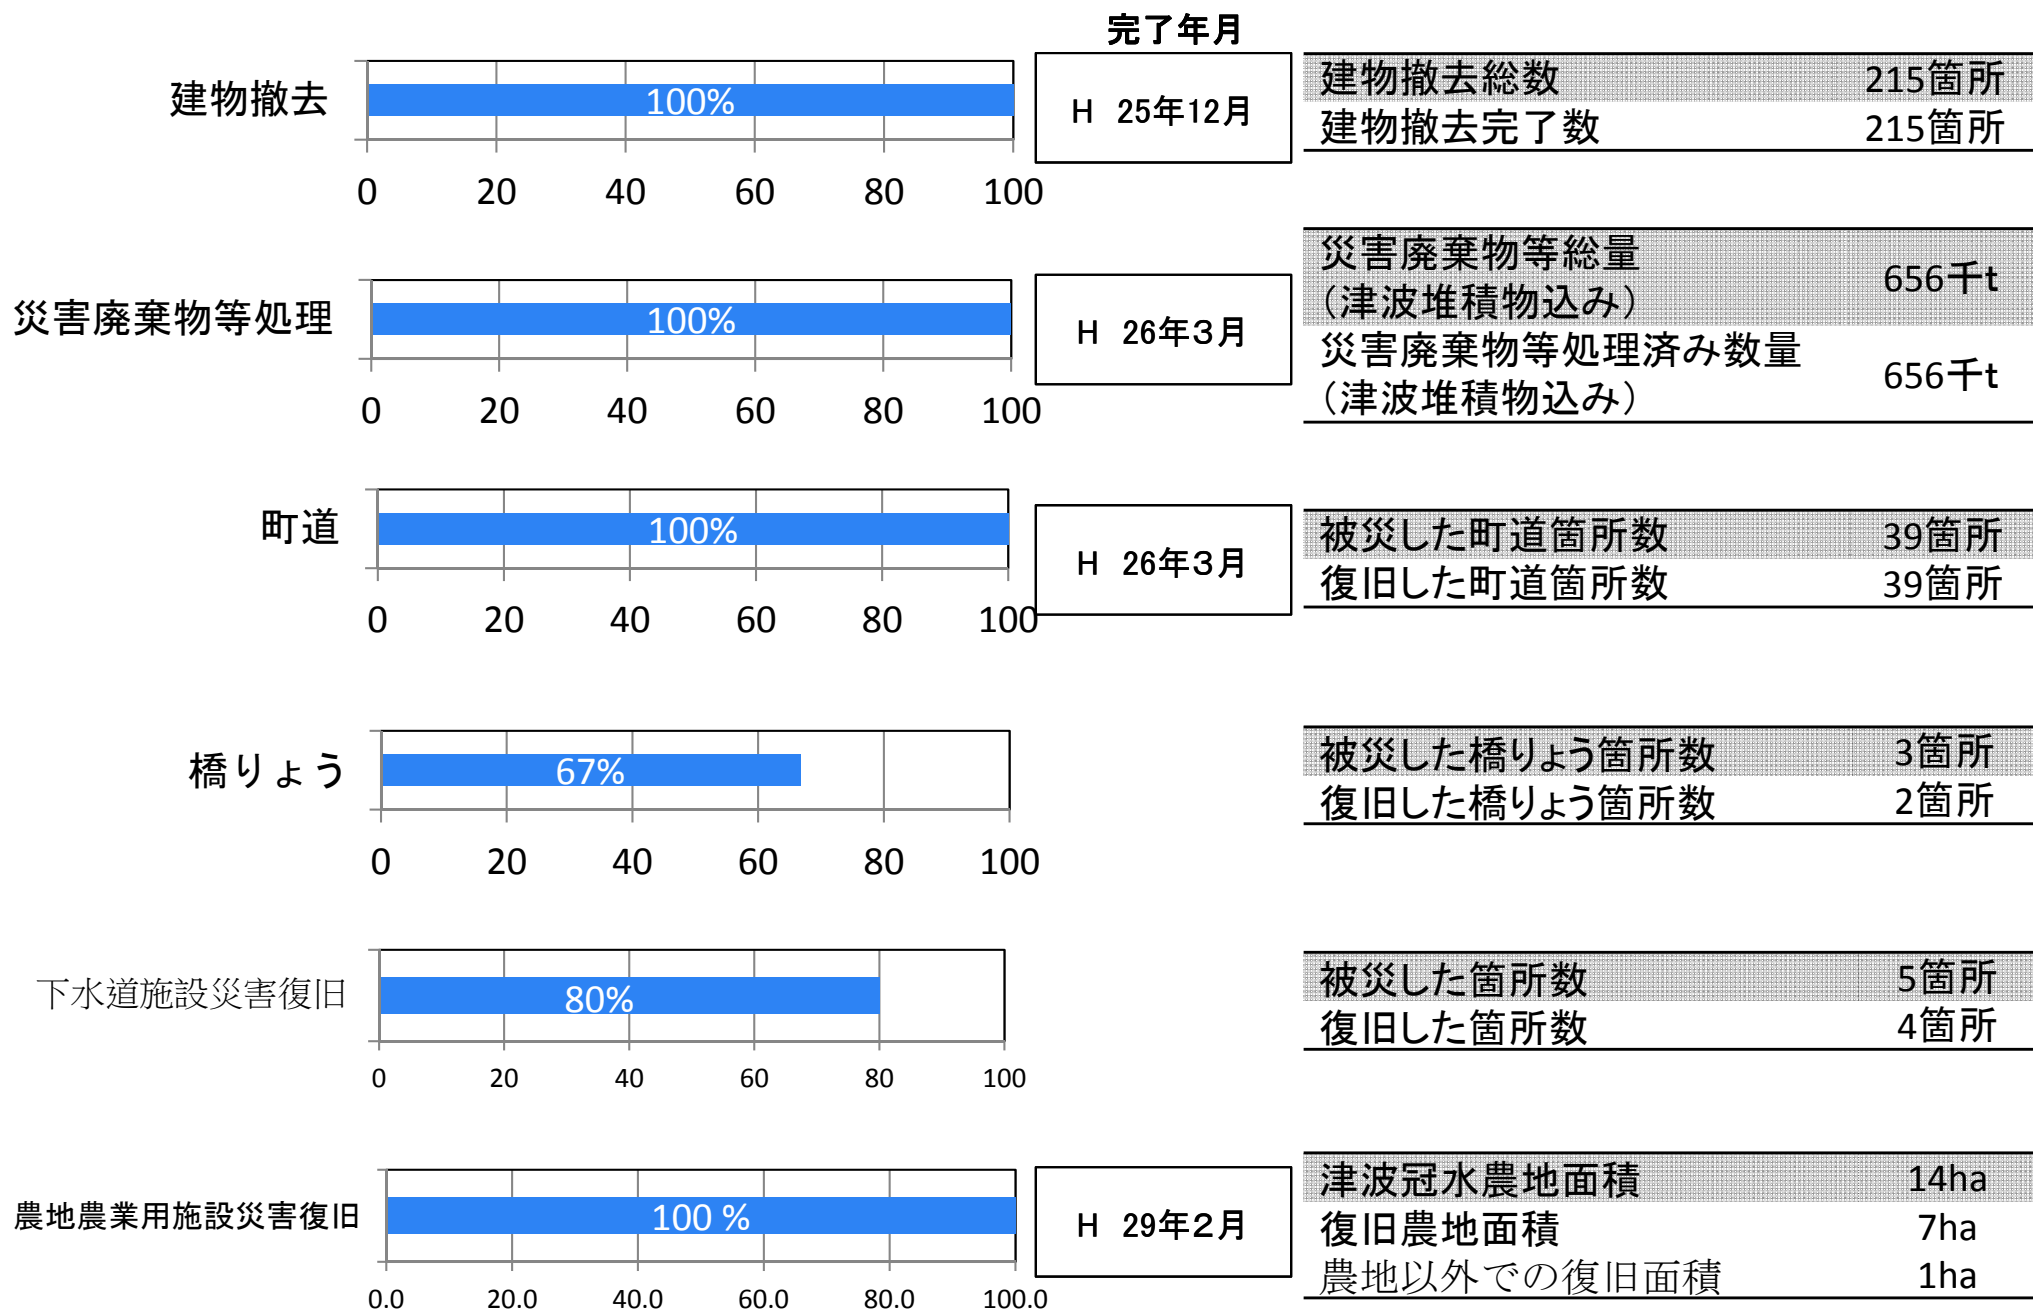 完了年月
建物撤去
100%
0 20 40 60 80 100
H 25年12月
建物撤去総数 215箇所
建物撤去完了数 215箇所
災害廃棄物等処理
100%
0 20 40 60 80 100
H 26年3月
災害廃棄物等総量
(津波堆積物込み) 656千t
災害廃棄物等処理済み数量
(津波堆積物込み) 656千t
町道
100%
0 20 40 60 80 100
H 26年3月
被災した町道箇所数 39箇所
復旧した町道箇所数 39箇所
橋りょう
67%
0 20 40 60 80 100
被災した橋りょう箇所数 3箇所
復旧した橋りょう箇所数 2箇所
下水道施設災害復旧
80%
0 20 40 60 80 100
被災した箇所数 5箇所
復旧した箇所数 4箇所
農地農業用施設災害復旧
100 %
0.0 20.0 40.0 60.0 80.0 100.0
H 29年2月
津波冠水農地面積 14ha
復旧農地面積 7ha
農地以外での復旧面積 1ha